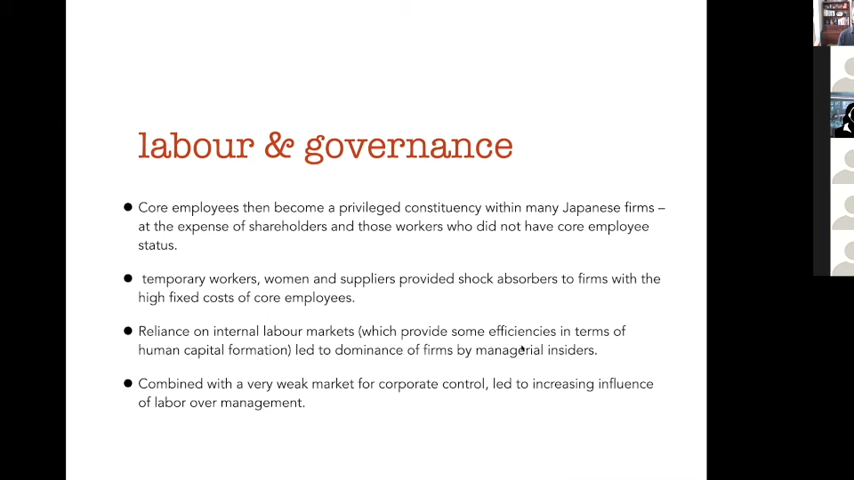 labour & governance
Core employees then become a privileged constituency within many Japanese firms –
at the expense of shareholders and those workers who did not have core employee
status.
temporary workers, women and suppliers provided shock absorbers to firms with the
high fixed costs of core employees.
Reliance on internal labour markets (which provide some efficiencies in terms of
human capital formation) led to dominance of firms by managerial insiders.
Combined with a very weak market for corporate control, led to increasing influence
of labor over management.